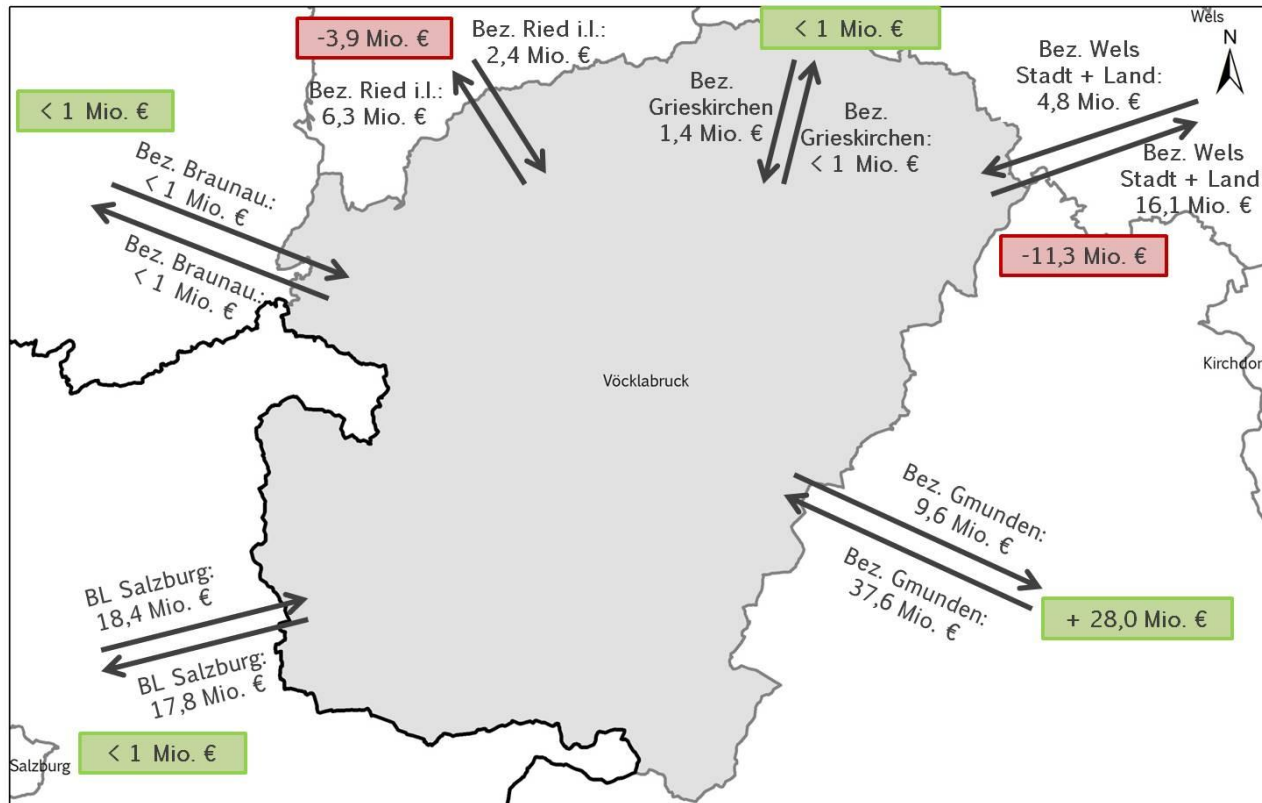 Wels
N
-3,9 Mio. €
Bez. Ried i.I.:
2,4 Mio. €
Bez. Ried i.I.:
6,3 Mio. €
< 1 Mio. €
Bez.
Grieskirchen
1,4 Mio. €
Bez.
Grieskirchen:
< 1 Mio. €
Bez. Wels
Stadt + Land:
4,8 Mio. €
Bez. Wels
Stadt + Land
16,1 Mio. €
-11,3 Mio. €
< 1 Mio. €
Bez. Braunau.:
< 1 Mio. €
Bez. Braunau.:
< 1 Mio. €
Vöcklabruck
Kirchdor
Bez. Gmunden:
9,6 Mio. €
Bez. Gmunden:
37,6 Mio. €
+ 28,0 Mio. €
BL Salzburg:
18,4 Mio. €
BL Salzburg:
17,8 Mio. €
< 1 Mio. €
Salzburg